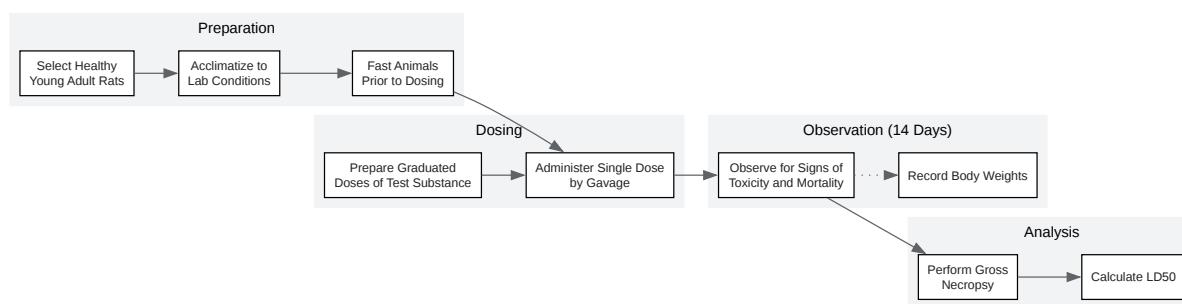 Preparation
Select Healthy
Young Adult Rats
Acclimatize to
Lab Conditions
Fast Animals
Prior to Dosing
Dosing
Prepare Graduated
Doses of Test Substance
Administer Single Dose
by Gavage
Observation (14 Days)
Observe for Signs of
Toxicity and Mortality
Record Body Weights
Analysis
Perform Gross
Necropsy
Calculate LD50